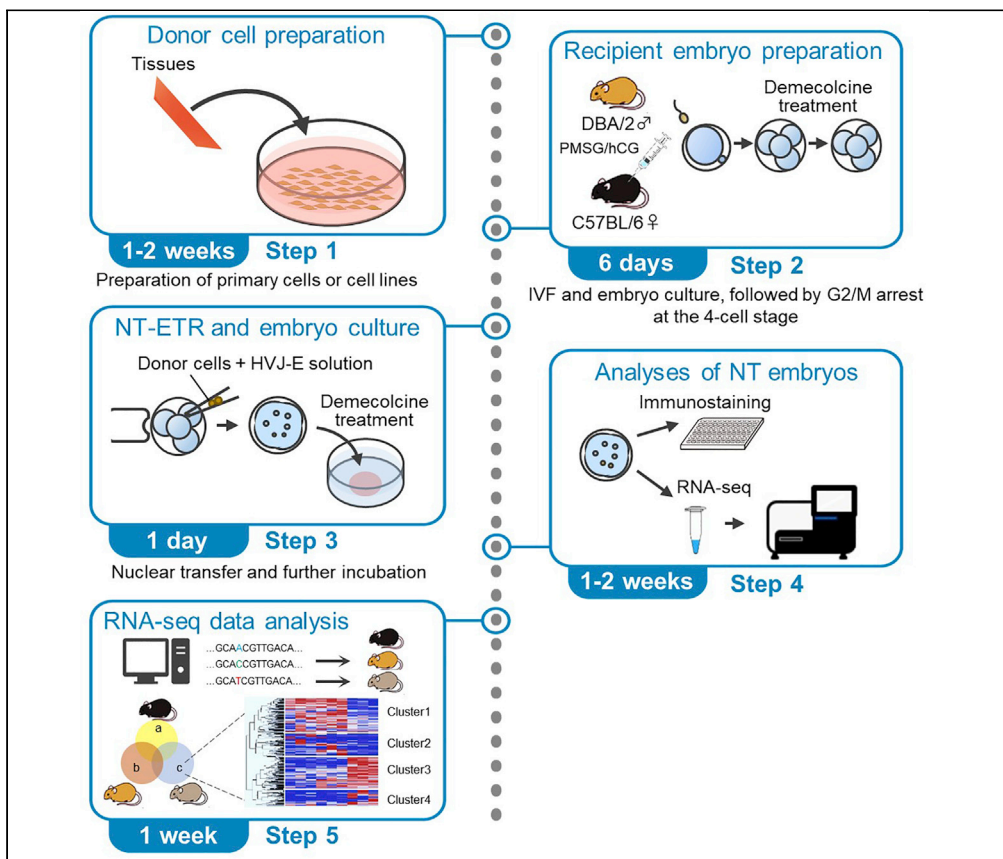 Donor cell preparation
Tissues
1-2 weeks Step 1
Preparation of primary cells or cell lines
Recipient embryo preparation
DBA/2♂
PMSG/hCG
C57BL/6♀
Demecolcine
treatment
6 days Step 2
IVF and embryo culture, followed by G2/M arrest
at the 4-cell stage
NT-ETR and embryo culture
Donor cells + HVJ-E solution
Demecolcine
treatment
1 day Step 3
Nuclear transfer and further incubation
Analyses of NT embryos
Immunostaining
RNA-seq
1-2 weeks Step 4
RNA-seq data analysis
...GCAACGTTGACA...
...GCACCGTTGACA...
...GCATCGTTGACA...
a
b
c
Cluster1
Cluster2
Cluster3
Cluster4
1 week Step 5